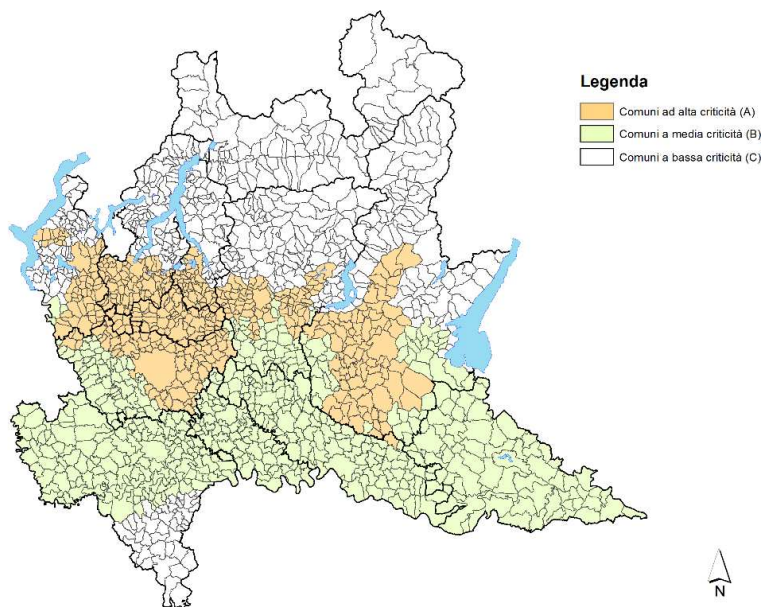 Legenda
Comuni ad alta criticità (A)
Comuni a media criticità (B)
Comuni a bassa criticità (C)
N